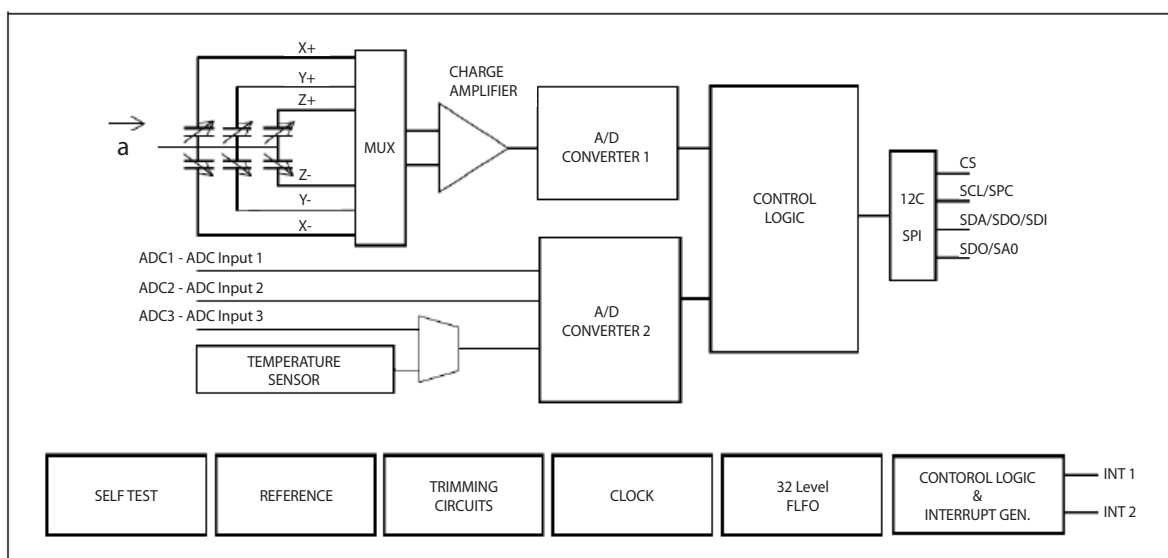 X+
Y+
Z+
a
Z-
Y-
X-
MUX
CHARGE
AMPLIFIER
A/D
CONVERTER 1
CONTROL
LOGIC
12C
SPI
CS
SCL/SPC
SDA/SDO/SDI
SDO/SA0
ADC1 - ADC Input 1
ADC2 - ADC Input 2
ADC3 - ADC Input 3
TEMPERATURE
SENSOR
A/D
CONVERTER 2
SELF TEST
REFERENCE
TRIMMING
CIRCUITS
CLOCK
32 Level
FLFO
CONTOROL LOGIC
&
INTERRUPT GEN.
INT 1
INT 2